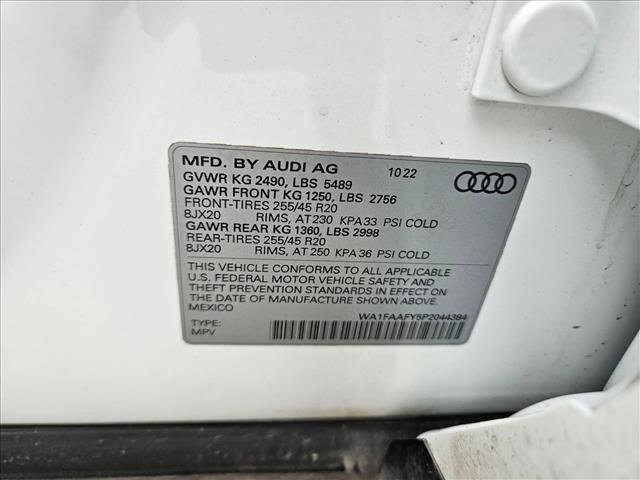 MFD. BY AUDI AG 10 22
GVWR KG 2490, LBS 5489
GAWR FRONT KG 1250, LBS 2756
FRONT-TIRES 255/45 R20
8JX20 RIMS, AT 230 KPA 33 PSI COLD
GAWR REAR KG 1360, LBS 2998
REAR-TIRES 255/45 R20
8JX20 RIMS, AT 250 KPA 36 PSI COLD
THIS VEHICLE CONFORMS TO ALL APPLICABLE
U.S. FEDERAL MOTOR VEHICLE SAFETY AND
THEFT PREVENTION STANDARDS IN EFFECT ON
THE DATE OF MANUFACTURE SHOWN ABOVE.
MEXICO
WA1FAAFY5P2044384
TYPE:
MPV